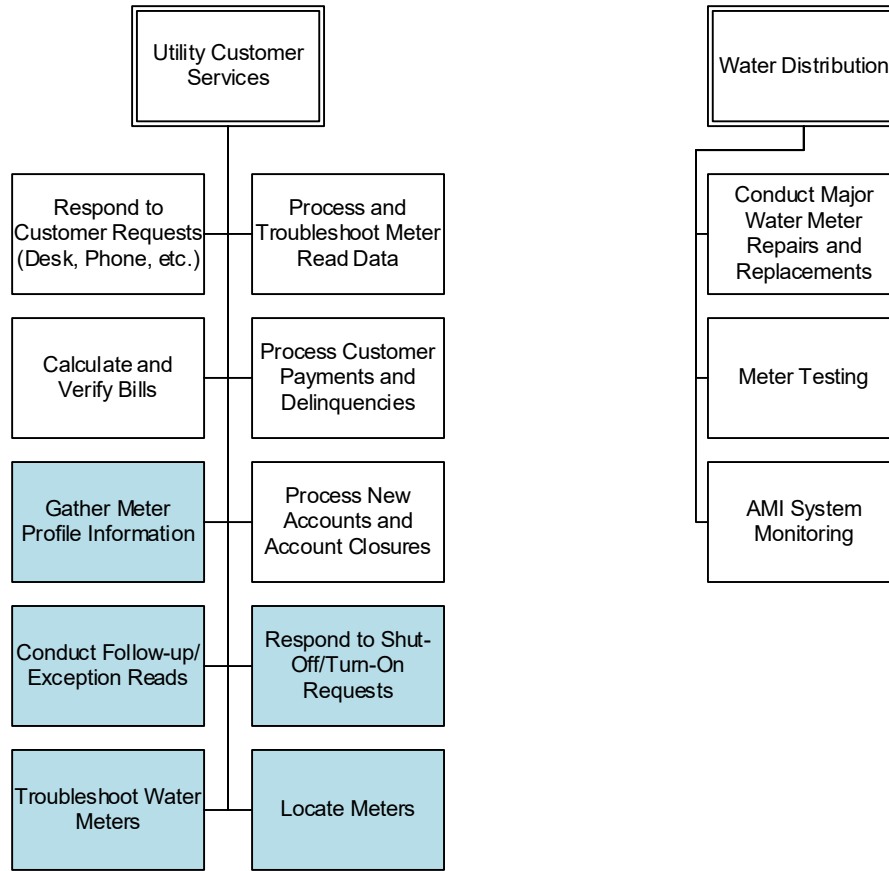 Utility Customer
Services
Water Distribution
Respond to
Customer Requests
(Desk, Phone, etc.)
Process and
Troubleshoot Meter
Read Data
Conduct Major
Water Meter
Repairs and
Replacements
Calculate and
Verify Bills
Process Customer
Payments and
Delinquencies
Meter Testing
Gather Meter
Profile Information
Process New
Accounts and
Account Closures
AMI System
Monitoring
Conduct Follow-up/
Exception Reads
Respond to Shut-
Off/Turn-On
Requests
Troubleshoot Water
Meters
Locate Meters